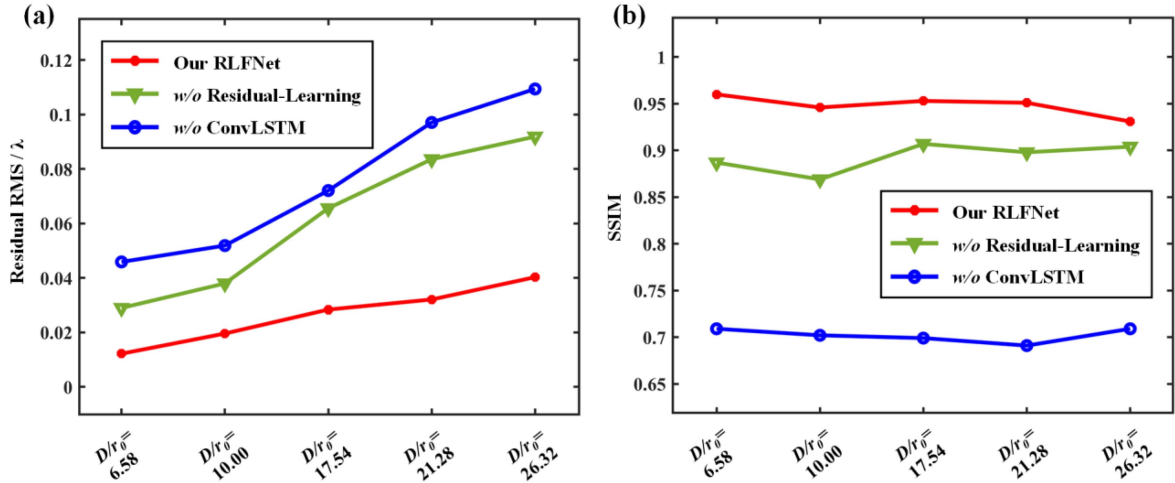 (a)
Residual RMS / λ
0.12
0.1
0.08
0.06
0.04
0.02
0
Our RLFNet
w/o Residual-Learning
w/o ConvLSTM
D/r₀=
6.58
D/r₀=
10.00
D/r₀=
17.54
D/r₀=
21.28
D/r₀=
26.32
(b)
SSIM
1
0.95
0.9
0.85
0.8
0.75
0.7
0.65
Our RLFNet
w/o Residual-Learning
w/o ConvLSTM
D/r₀=
6.58
D/r₀=
10.00
D/r₀=
17.54
D/r₀=
21.28
D/r₀=
26.32